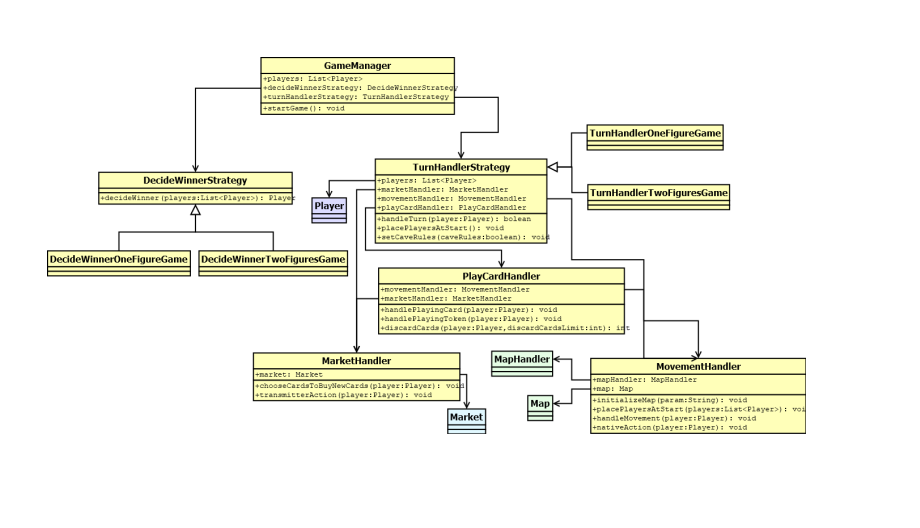 GameManager
+players: List<Player>
+decideWinnerStrategy: DecideWinnerStrategy
+turnHandlerStrategy: TurnHandlerStrategy
+startGame(): void
TurnHandlerOneFigureGame
TurnHandlerStrategy
+players: List<Player>
+marketHandler: MarketHandler
+movementHandler: MovementHandler
+playCardHandler: PlayCardHandler
+handleTurn(player:Player): bolean
+placePlayersAtStart(): void
+setCaveRules(caveRules:boolean): void
DecideWinnerStrategy
+decideWinner(players:List<Player>): Player
TurnHandlerTwoFiguresGame
Player
DecideWinnerOneFigureGame
DecideWinnerTwoFiguresGame
PlayCardHandler
+movementHandler: MovementHandler
+marketHandler: MarketHandler
+handlePlayingCard(player:Player): void
+handlePlayingToken(player:Player): void
+discardCards(player:Player,discardCardsLimit:int): int
MarketHandler
+market: Market
+chooseCardsToBuyNewCards(player:Player): void
+transmitterAction(player:Player): void
MapHandler
MovementHandler
+mapHandler: MapHandler
+map: Map
+initializeMap(param:String): void
+placePlayersAtStart(players:List<Player>): voi
+handleMovement(player:Player): void
+nativeAction(player:Player): void
Map
Market